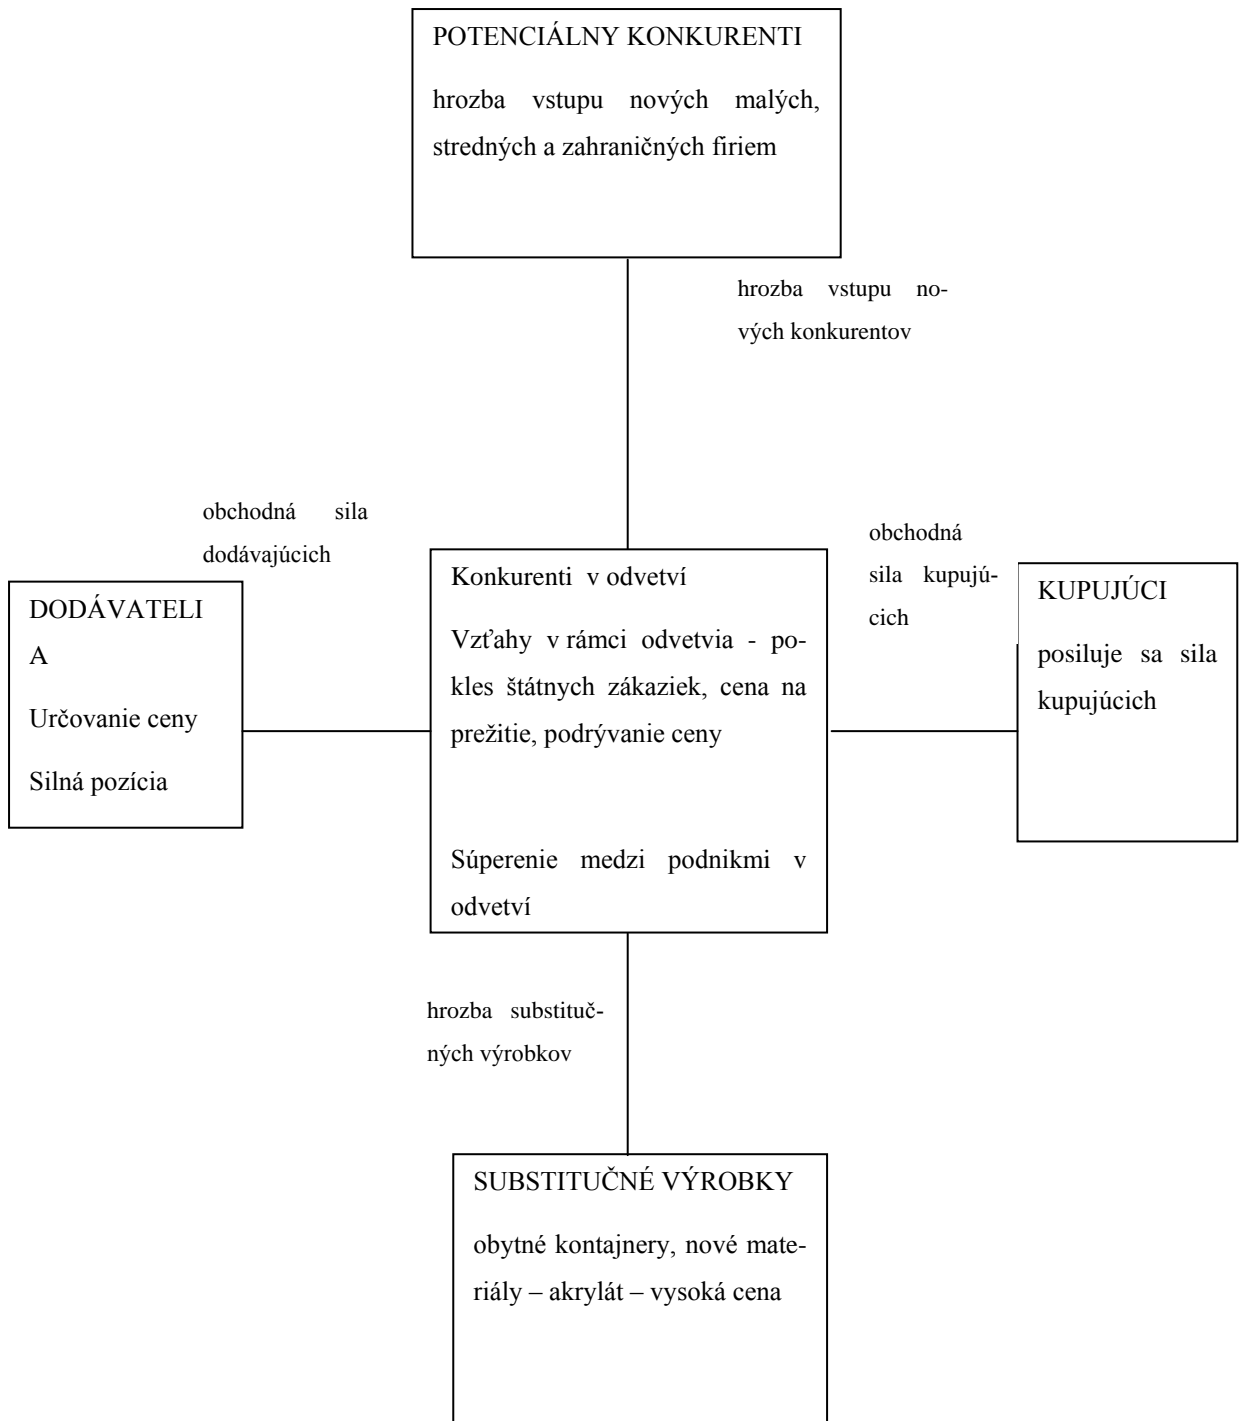 POTENCIÁLNY KONKURENTI
hrozba vstupu nových malých,
stredných a zahraničných firiem
hrozba vstupu no-
vých konkurentov
obchodná sila
dodávajúcich
obchodná
sila kupujú-
cich
DODÁVATELI
A
Určovanie ceny
Silná pozícia
Konkurenti v odvetví
Vzťahy v rámci odvetvia - po-
kles štátnych zákaziek, cena na
prežitie, podrývanie ceny
Súperenie medzi podnikmi v
odvetví
KUPUJÚCI
posiluje sa sila
kupujúcich
hrozba substituč-
ných výrobkov
SUBSTITUČNÉ VÝROBKY
obytné kontajnery, nové mate-
riály – akrylát – vysoká cena